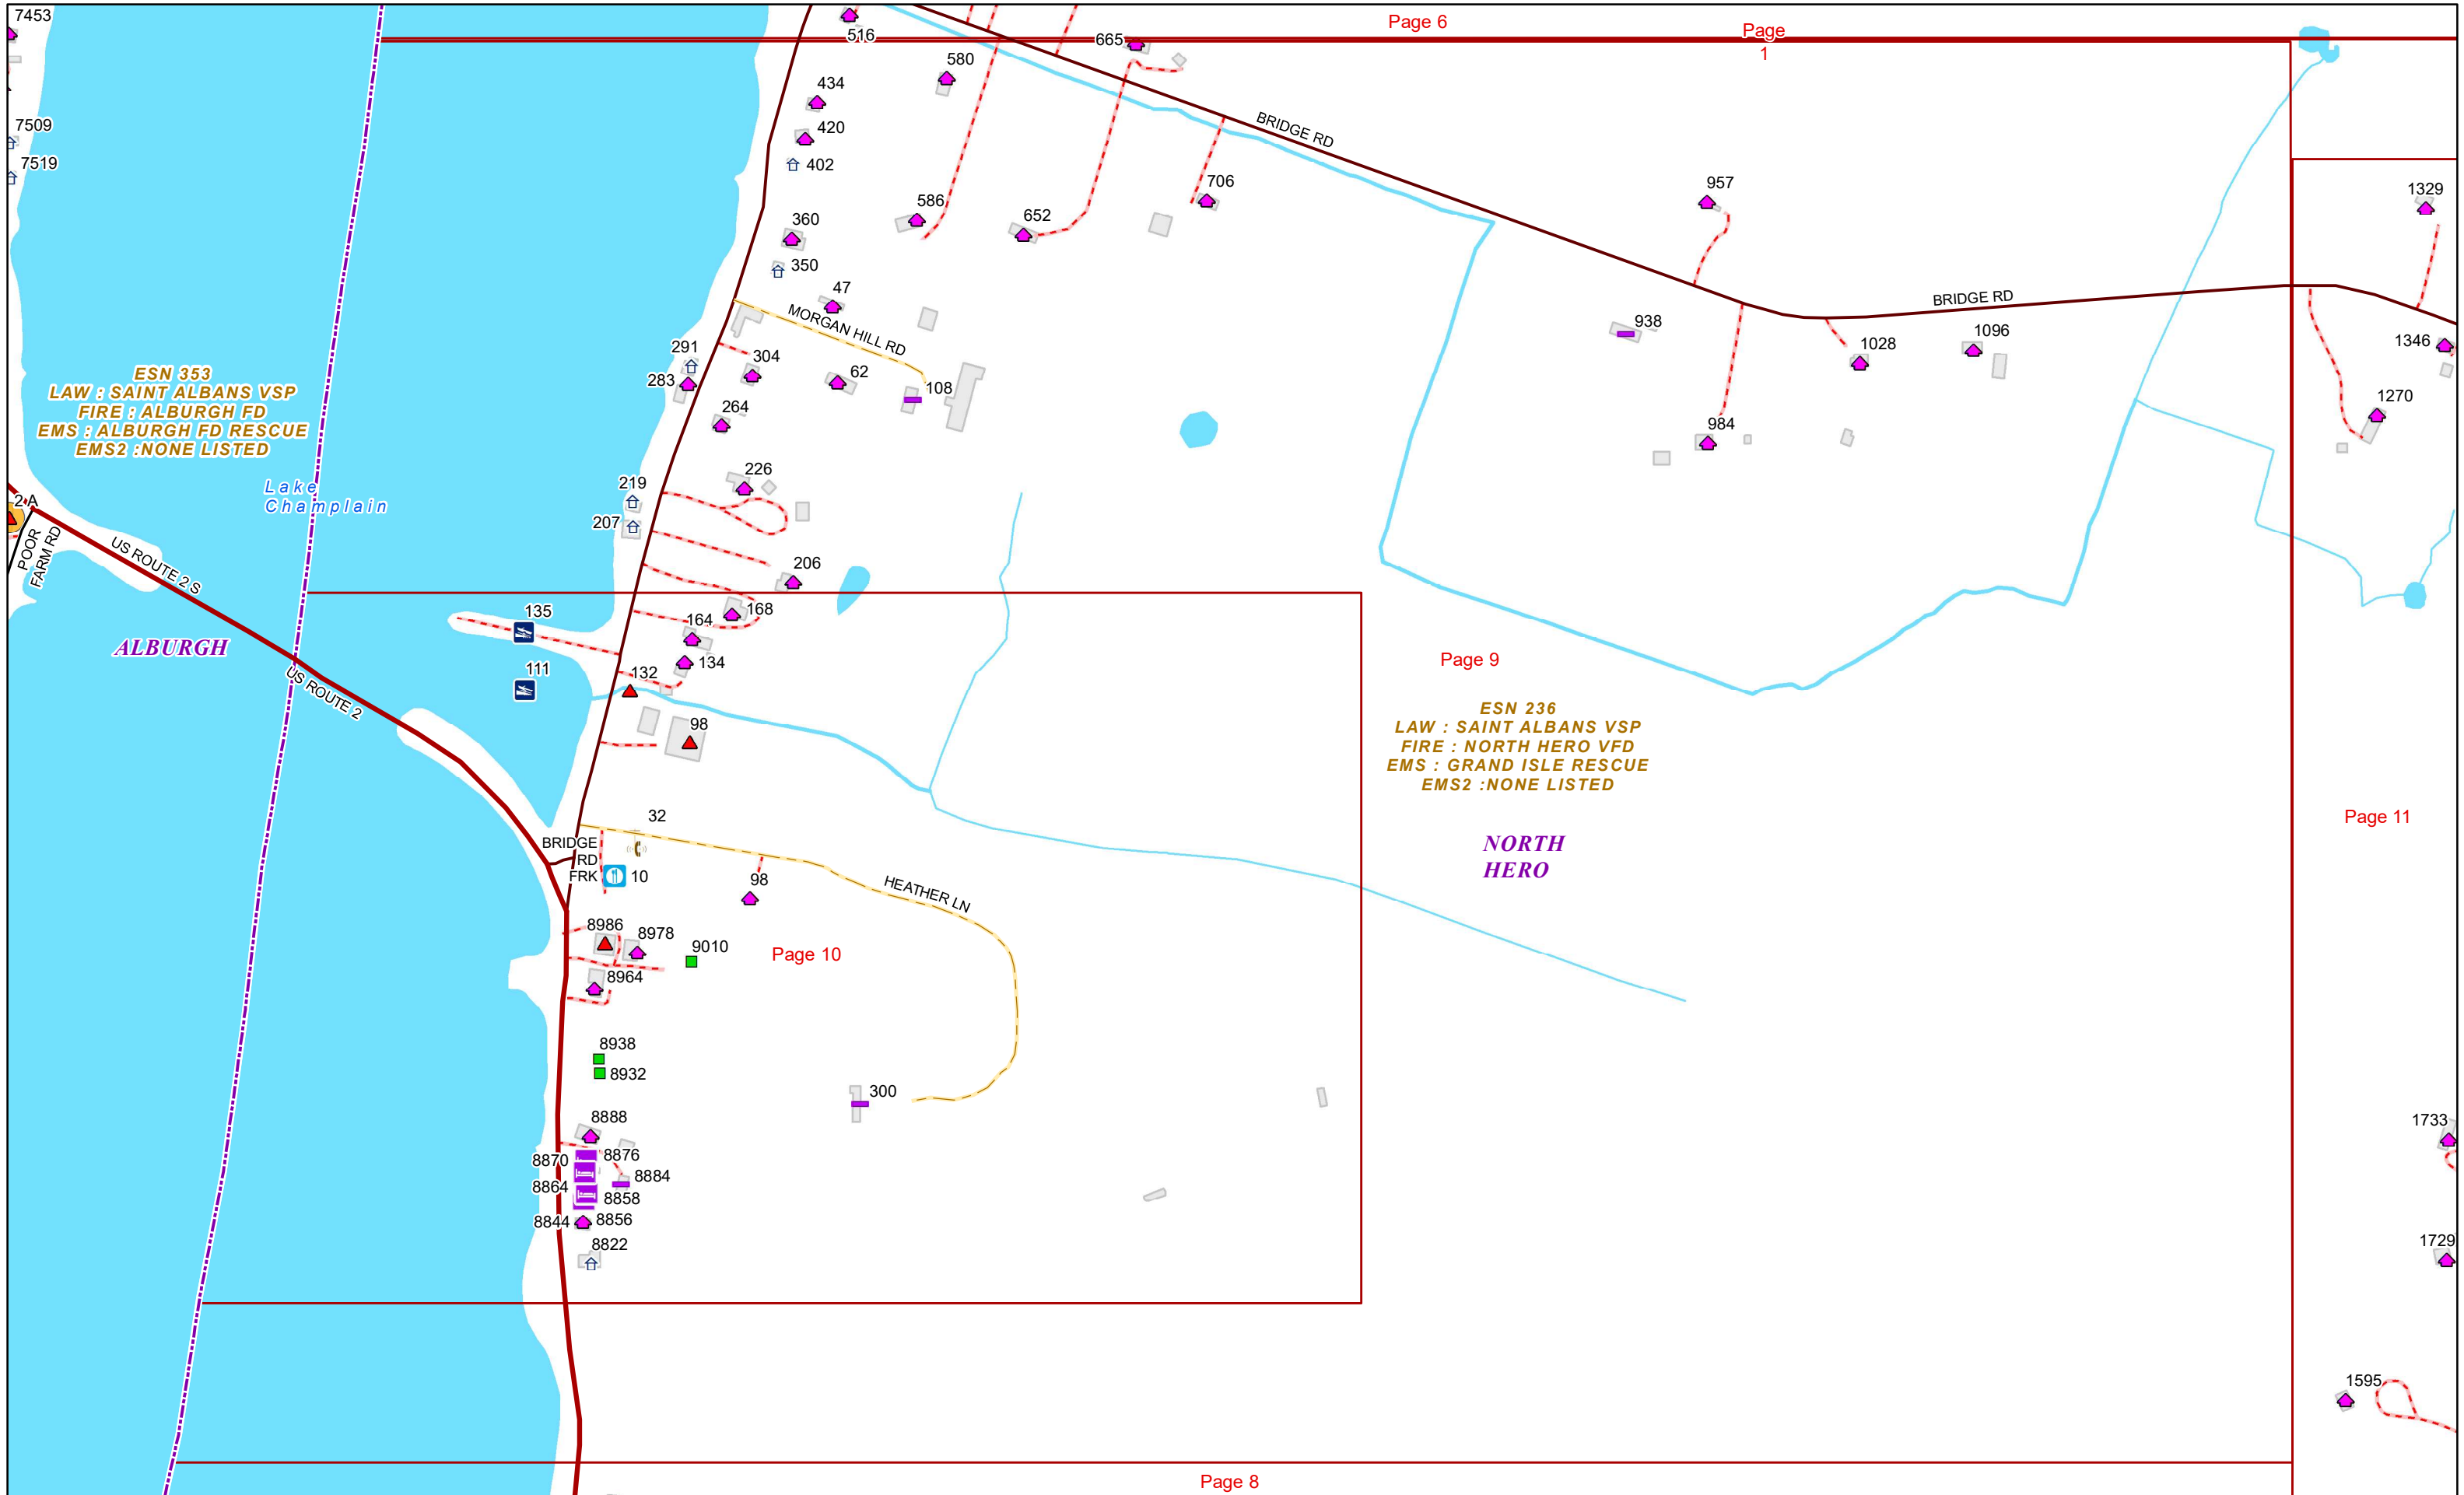 7453
516
665
Page 6
Page
1
580
434
7509
420
BRIDGE RD
7519
402
586
706
957
1329
360
652
350
47
BRIDGE RD
MORGAN HILL RD
938
291
304
1028
1096
1346
283
62
108
ESN 353
LAW : SAINT ALBANS VSP
FIRE : ALBURGH FD
EMS : ALBURGH FD RESCUE
EMS2 :NONE LISTED
264
1270
984
226
219
Lake
Champlain
2 A
207
POOR
FARM RD
US ROUTE 2 S
206
135
168
164
ALBURGH
134
Page 9
111
132
US ROUTE 2
98
ESN 236
LAW : SAINT ALBANS VSP
FIRE : NORTH HERO VFD
EMS : GRAND ISLE RESCUE
EMS2 :NONE LISTED
32
Page 11
BRIDGE
RD
FRK
10
98
HEATHER LN
NORTH
HERO
8986
8978
9010
Page 10
8964
8938
8932
300
8888
1733
8870
8876
8884
8864
8858
8844
8856
8822
1729
1595
Page 8